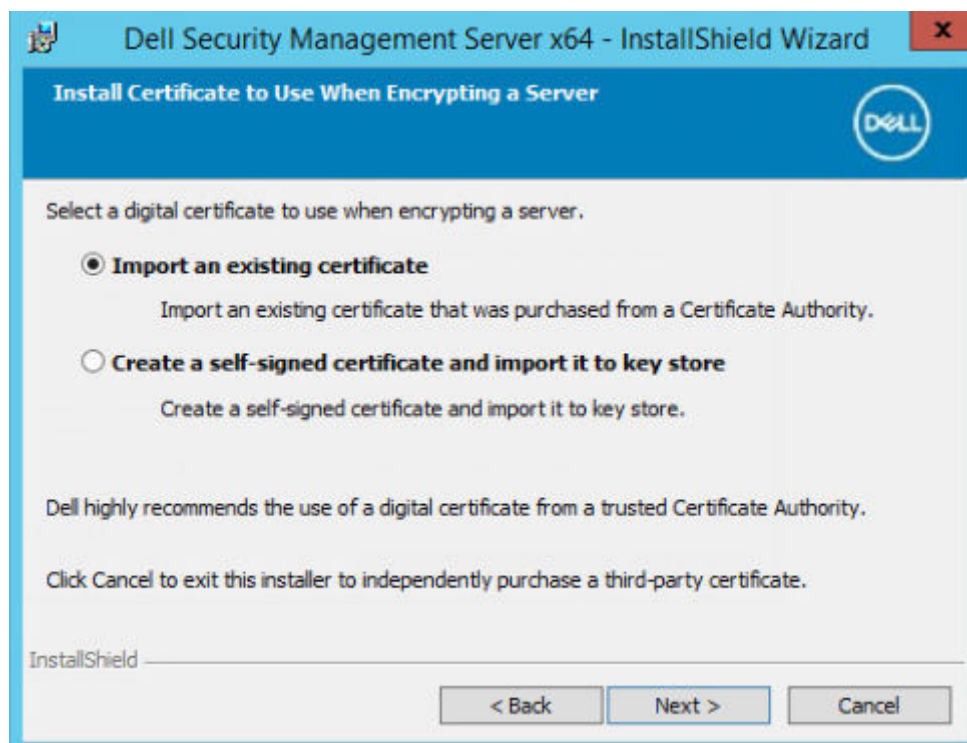 Dell Security Management Server x64 - InstallShield Wizard
x
Install Certificate to Use When Encrypting a Server
DELL
Select a digital certificate to use when encrypting a server.
Import an existing certificate
Import an existing certificate that was purchased from a Certificate Authority.
Create a self-signed certificate and import it to key store
Create a self-signed certificate and import it to key store.
Dell highly recommends the use of a digital certificate from a trusted Certificate Authority.
Click Cancel to exit this installer to independently purchase a third-party certificate.
InstallShield
< Back Next > Cancel